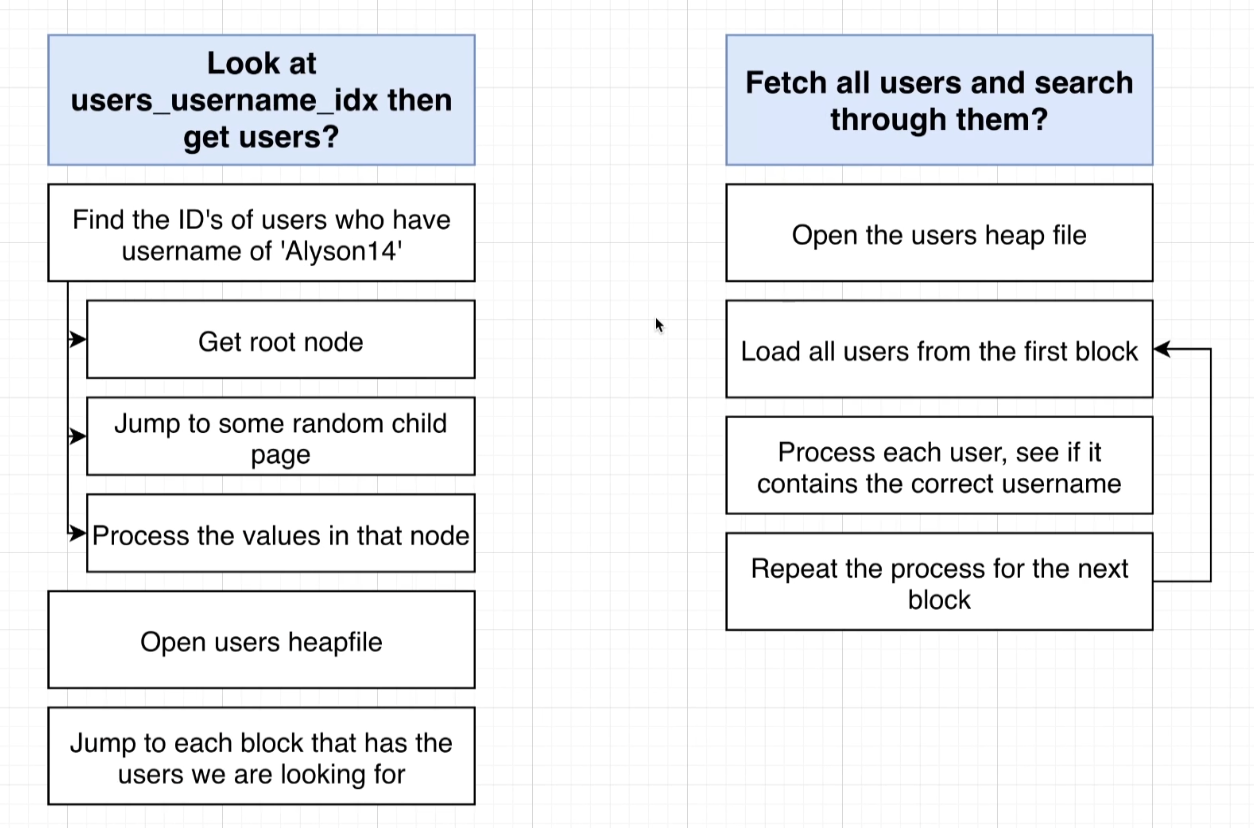 Look at
users_username_idx then
get users?
Find the ID's of users who have
username of 'Alyson14'
Get root node
Jump to some random child
page
Process the values in that node
Open users heapfile
Jump to each block that has the
users we are looking for
Fetch all users and search
through them?
Open the users heap file
Load all users from the first block
Process each user, see if it
contains the correct username
Repeat the process for the next
block